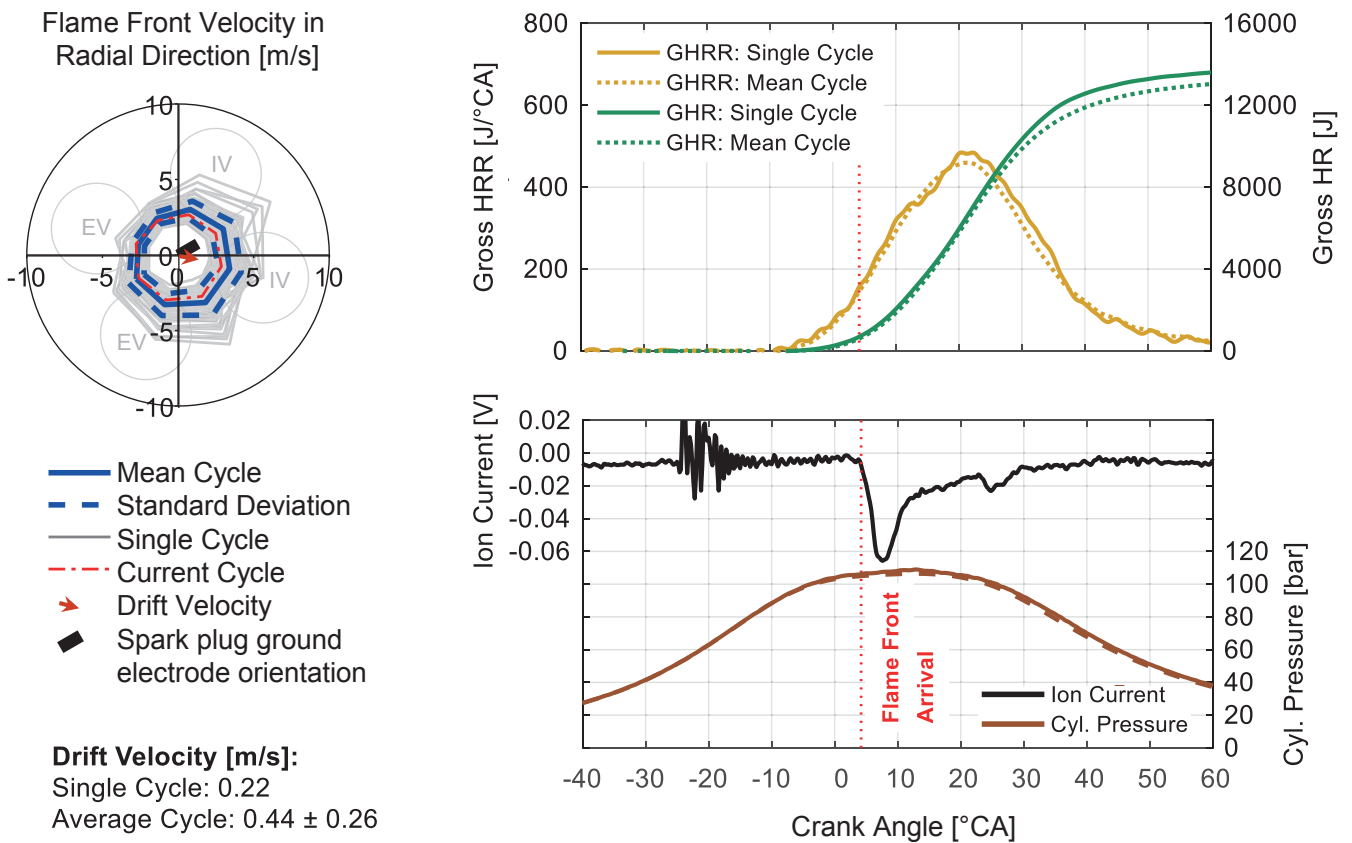 Flame Front Velocity in
Radial Direction [m/s]
10
5
0
-5
-10
-10
-5
0
5
10
IV
EV
IV
EV
Mean Cycle
Standard Deviation
Single Cycle
Current Cycle
Drift Velocity
Spark plug ground
electrode orientation
Drift Velocity [m/s]:
Single Cycle: 0.22
Average Cycle: 0.44 ± 0.26
Gross HRR [J/°CA]
800
600
400
200
0
GHRR: Single Cycle
GHRR: Mean Cycle
GHR: Single Cycle
GHR: Mean Cycle
16000
12000
8000
4000
0
Gross HR [J]
Ion Current [V]
0.02
0.00
-0.02
-0.04
-0.06
Flame Front
Arrival
Ion Current
Cyl. Pressure
120
100
80
60
40
20
0
Cyl. Pressure [bar]
-40
-30
-20
-10
0
10
20
30
40
50
60
Crank Angle [°CA]